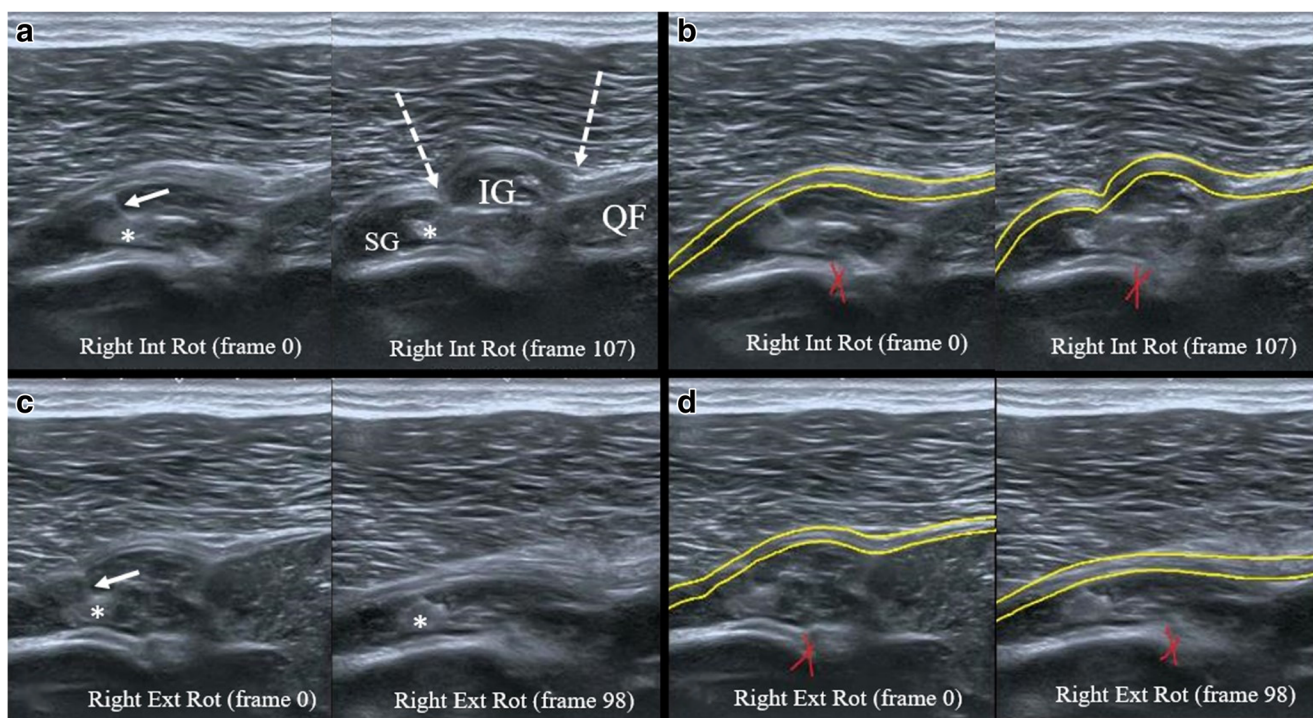 a
IG
QF
SG
*
*
Right Int Rot (frame 0)
Right Int Rot (frame 107)
b
Right Int Rot (frame 0)
Right Int Rot (frame 107)
c
*
*
Right Ext Rot (frame 0)
Right Ext Rot (frame 98)
d
Right Ext Rot (frame 0)
Right Ext Rot (frame 98)